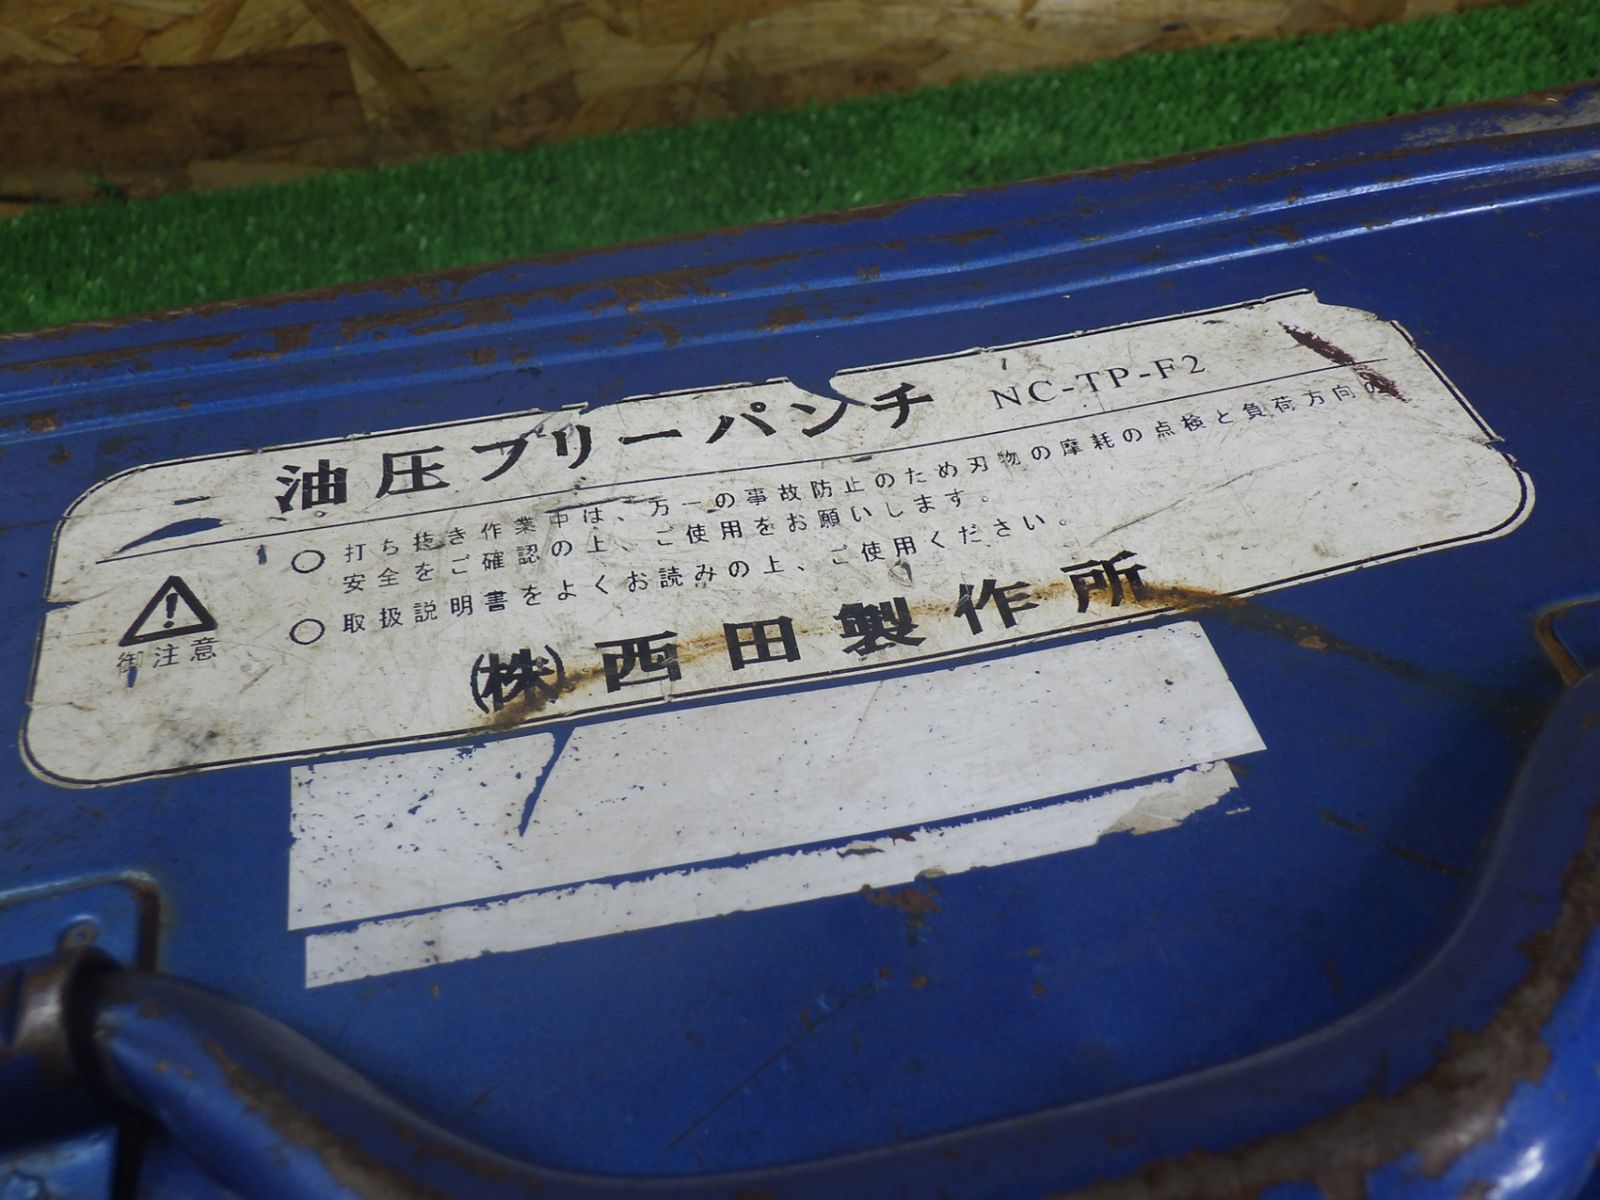 油圧フリーパンチ NC-TP-F2
○ 打ち抜き作業中は、万一の事故防止のため刃物の摩耗の点検と負荷方向の
安全をご確認の上、ご使用をお願いします。
○ 取扱説明書をよくお読みの上、ご使用ください。
御注意
㈱西田製作所